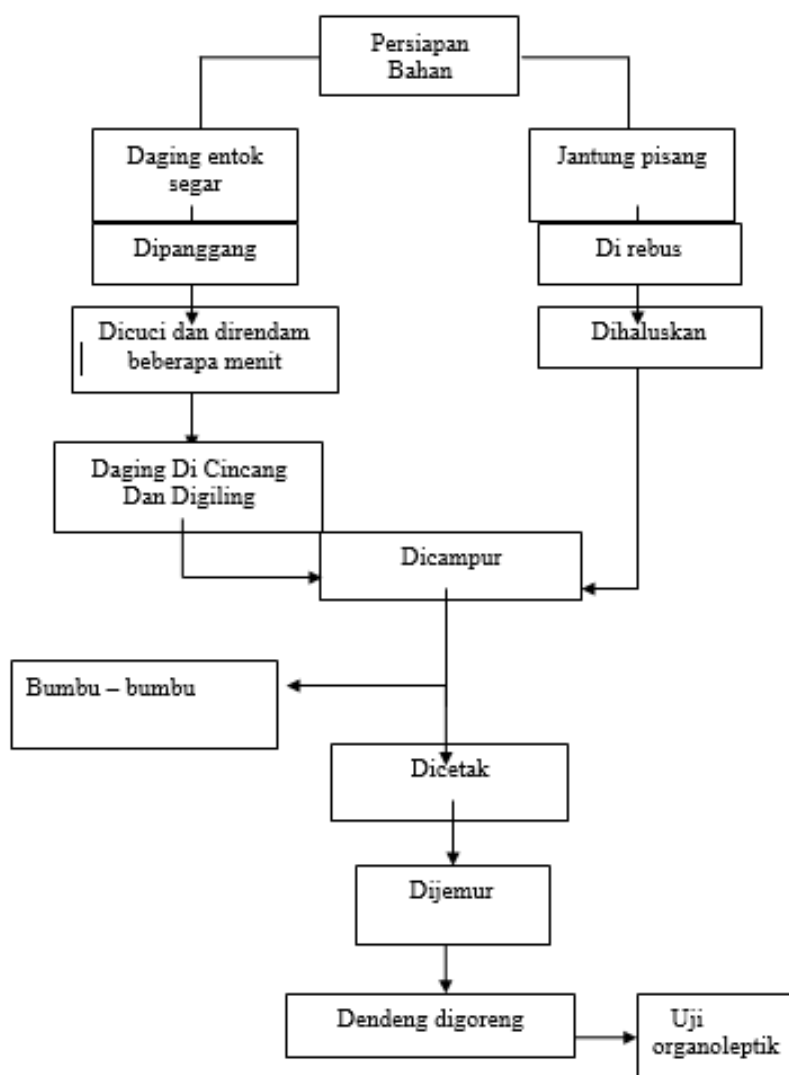 Persiapan
Bahan
Daging entok
segar
Jantung pisang
Dipanggang
Di rebus
Dicuci dan direndam
beberapa menit
Dihaluskan
Daging Di Cincang
Dan Digiling
Dicampur
Bumbu – bumbu
Dicetak
Dijemur
Dendeng digoreng
Uji
organoleptik